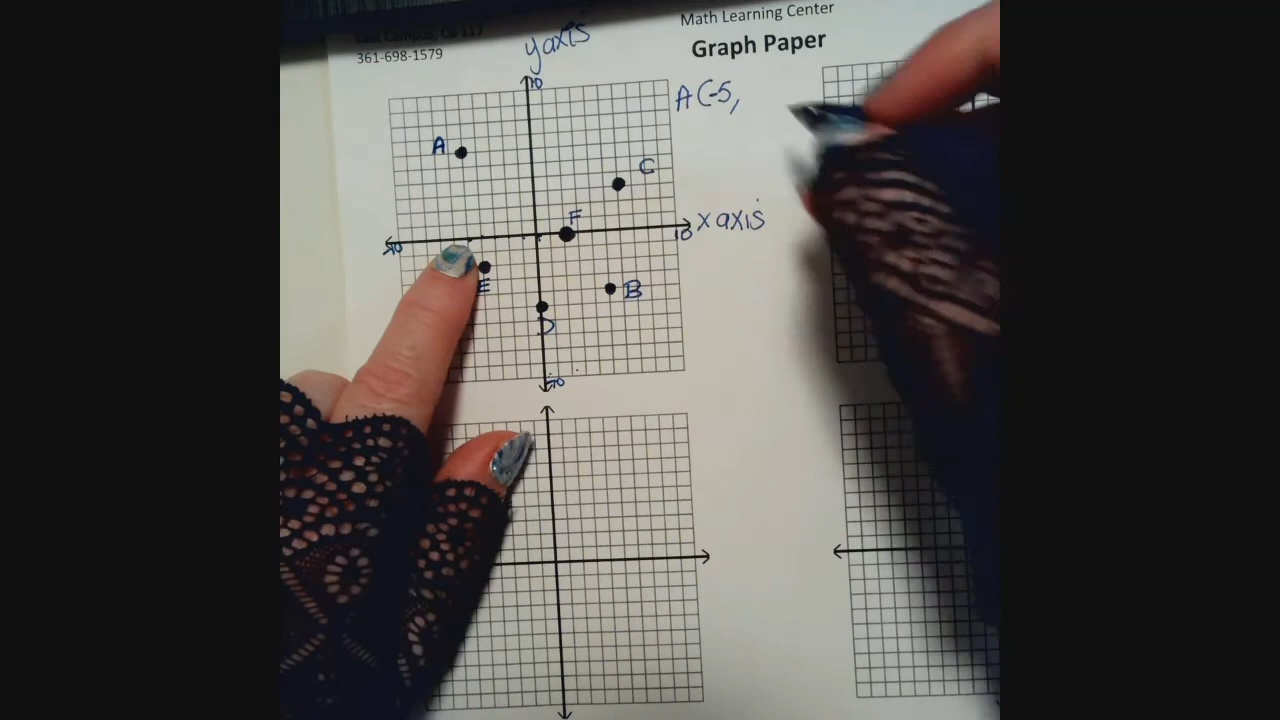 Math Learning Center
Graph Paper
361-698-1579
y axis
10
A (-5,
A
C
F
x axis
-10
10
E
B
D
-10